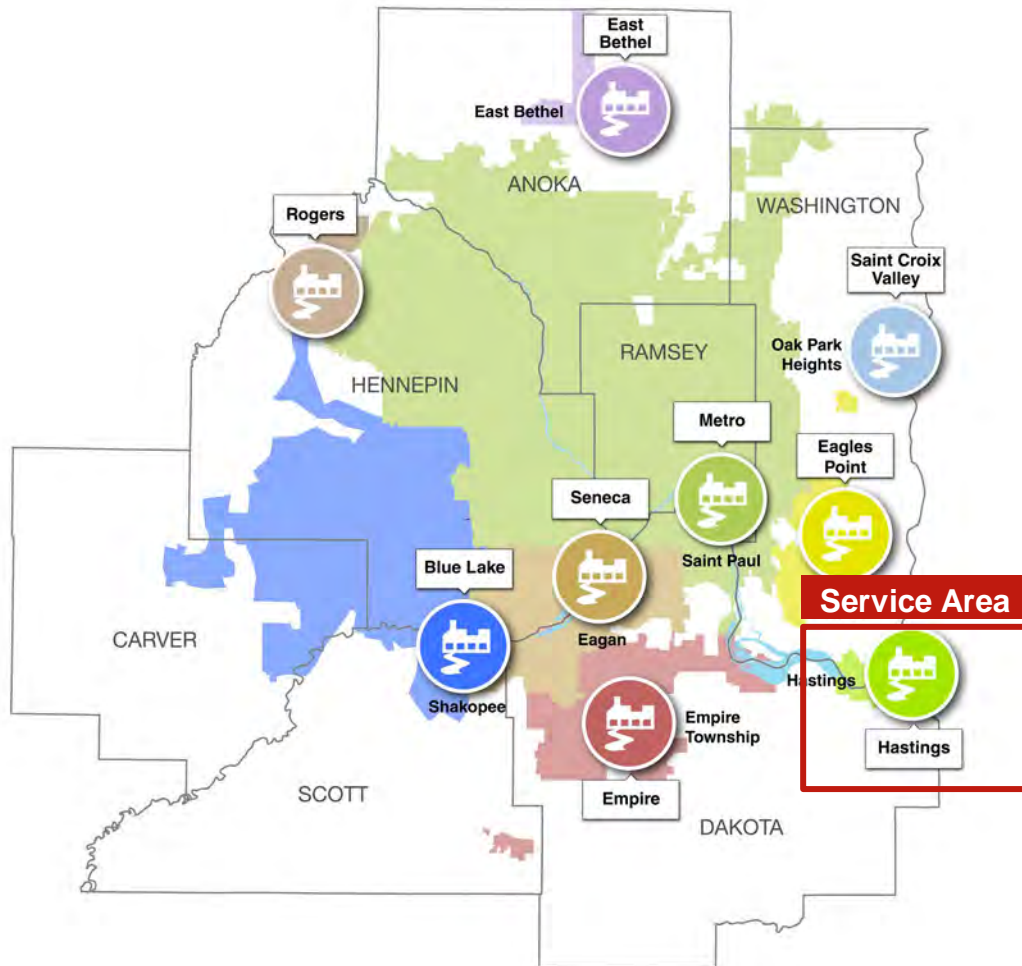 East
Bethel
East Bethel
ANOKA
WASHINGTON
Rogers
Saint Croix
Valley
Oak Park
Heights
RAMSEY
HENNEPIN
Metro
Eagles
Point
Seneca
Saint Paul
Blue Lake
Service Area
Eagan
CARVER
Hastings
Shakopee
Empire
Township
Hastings
Empire
SCOTT
DAKOTA